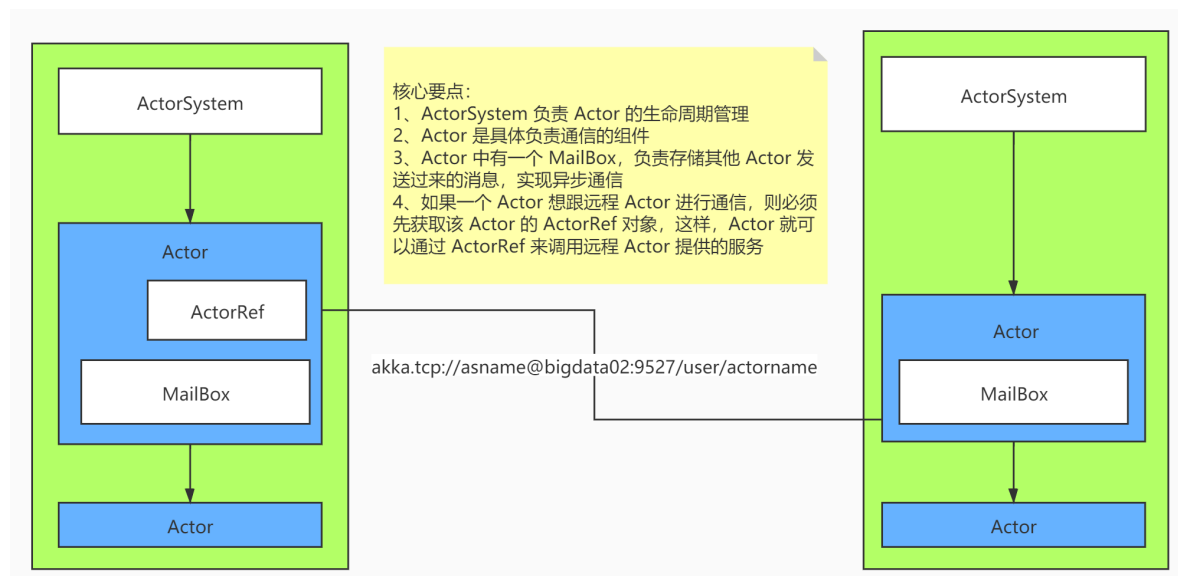 ActorSystem
Actor
ActorRef
MailBox
Actor
核心要点：
1、ActorSystem 负责 Actor 的生命周期管理
2、Actor 是具体负责通信的组件
3、Actor 中有一个 MailBox，负责存储其他 Actor 发
送过来的消息，实现异步通信
4、如果一个 Actor 想跟远程 Actor 进行通信，则必须
先获取该 Actor 的 ActorRef 对象，这样，Actor 就可
以通过 ActorRef 来调用远程 Actor 提供的服务
akka.tcp://asname@bigdata02:9527/user/actorname
ActorSystem
Actor
MailBox
Actor